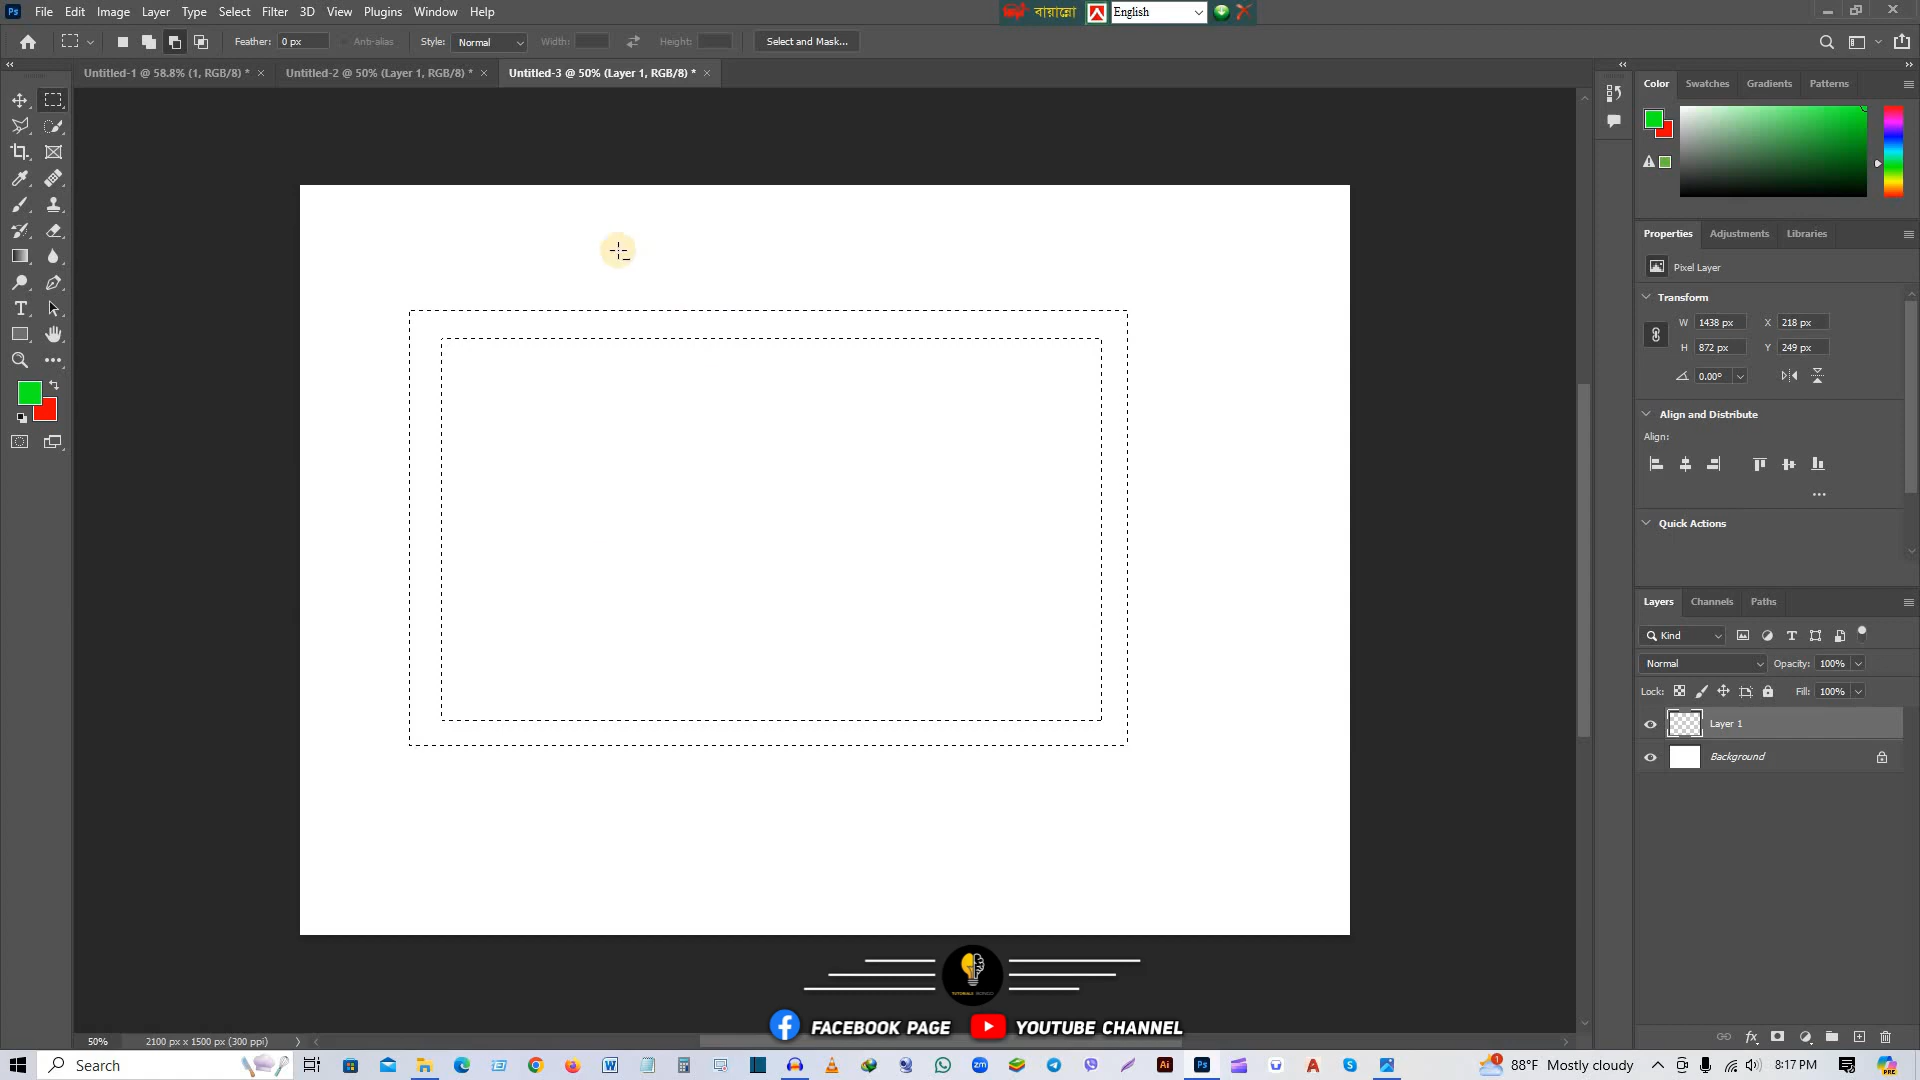 Ps File Edit Image Layer Type Select Filter 3D View Plugins Window Help বায়ান্নো English
Feather: 0 px Anti-alias Style: Normal Width: Height: Select and Mask...
Untitled-1 @ 58.8% (1, RGB/8) * × Untitled-2 @ 50% (Layer 1, RGB/8) * × Untitled-3 @ 50% (Layer 1, RGB/8) * ×
Color Swatches Gradients Patterns
Properties Adjustments Libraries
Pixel Layer
Transform
W 1438 px X 218 px
H 872 px Y 249 px
0.00°
Align and Distribute
Align:
Quick Actions
Layers Channels Paths
Kind
Normal Opacity: 100%
Lock: Fill: 100%
Layer 1
Background
FACEBOOK PAGE YOUTUBE CHANNEL
50% 2100 px x 1500 px (300 ppi)
Search 88°F Mostly cloudy 8:17 PM